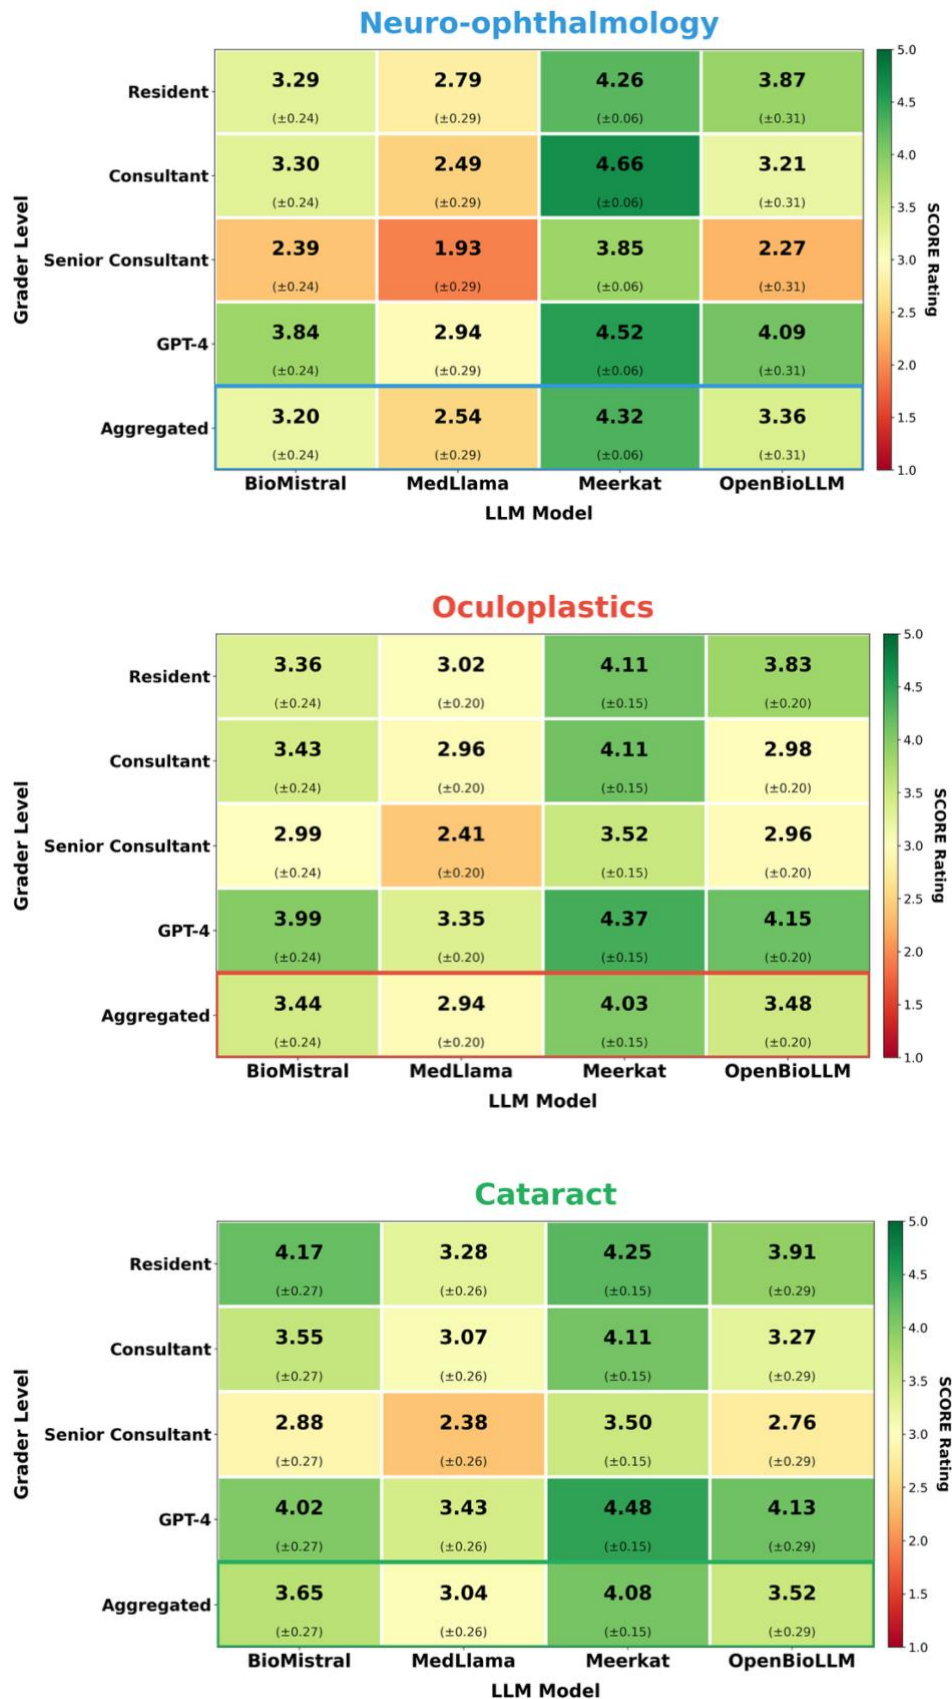 Neuro-ophthalmology
Grader Level
Resident 3.29 2.79 4.26 3.87
(±0.24) (±0.29) (±0.06) (±0.31)
Consultant 3.30 2.49 4.66 3.21
(±0.24) (±0.29) (±0.06) (±0.31)
Senior Consultant 2.39 1.93 3.85 2.27
(±0.24) (±0.29) (±0.06) (±0.31)
GPT-4 3.84 2.94 4.52 4.09
(±0.24) (±0.29) (±0.06) (±0.31)
Aggregated 3.20 2.54 4.32 3.36
(±0.24) (±0.29) (±0.06) (±0.31)
BioMistral MedLlama Meerkat OpenBioLLM
LLM Model
5.0
4.5
4.0
3.5
3.0
2.5
2.0
1.5
1.0
SCORE Rating
Oculoplastics
Grader Level
Resident 3.36 3.02 4.11 3.83
(±0.24) (±0.20) (±0.15) (±0.20)
Consultant 3.43 2.96 4.11 2.98
(±0.24) (±0.20) (±0.15) (±0.20)
Senior Consultant 2.99 2.41 3.52 2.96
(±0.24) (±0.20) (±0.15) (±0.20)
GPT-4 3.99 3.35 4.37 4.15
(±0.24) (±0.20) (±0.15) (±0.20)
Aggregated 3.44 2.94 4.03 3.48
(±0.24) (±0.20) (±0.15) (±0.20)
BioMistral MedLlama Meerkat OpenBioLLM
LLM Model
5.0
4.5
4.0
3.5
3.0
2.5
2.0
1.5
1.0
SCORE Rating
Cataract
Grader Level
Resident 4.17 3.28 4.25 3.91
(±0.27) (±0.26) (±0.15) (±0.29)
Consultant 3.55 3.07 4.11 3.27
(±0.27) (±0.26) (±0.15) (±0.29)
Senior Consultant 2.88 2.38 3.50 2.76
(±0.27) (±0.26) (±0.15) (±0.29)
GPT-4 4.02 3.43 4.48 4.13
(±0.27) (±0.26) (±0.15) (±0.29)
Aggregated 3.65 3.04 4.08 3.52
(±0.27) (±0.26) (±0.15) (±0.29)
BioMistral MedLlama Meerkat OpenBioLLM
LLM Model
5.0
4.5
4.0
3.5
3.0
2.5
2.0
1.5
1.0
SCORE Rating